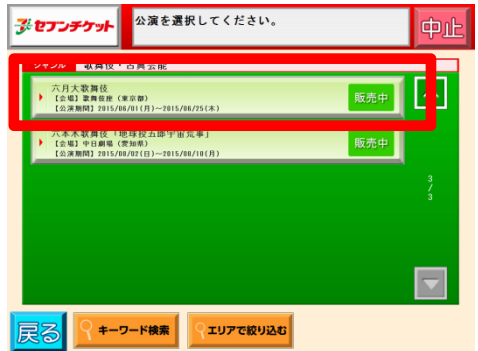 セブンチケット
公演を選択してください。
中止
ジャンル 歌舞伎・古典芸能
六月大歌舞伎
【会場】歌舞伎座（東京都）
【公演期間】2015/06/01(月)～2015/06/25(木)
販売中
六本木歌舞伎「地球投五郎宇宙荒事」
【会場】中日劇場（愛知県）
【公演期間】2015/08/02(日)～2015/08/10(月)
販売中
3
/
3
戻る
キーワード検索
エリアで絞り込む